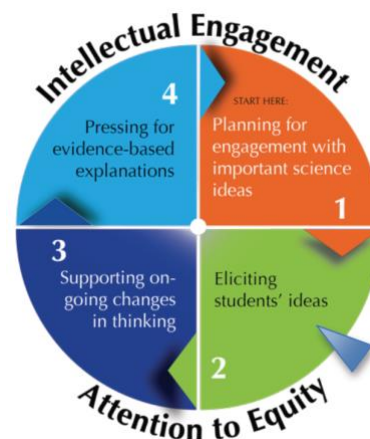 Intellectual Engagement
4
Pressing for
evidence-based
explanations
START HERE:
Planning for
engagement with
important science
ideas
1
3
Supporting on-
going changes
in thinking
Eliciting
students' ideas
2
Attention to Equity